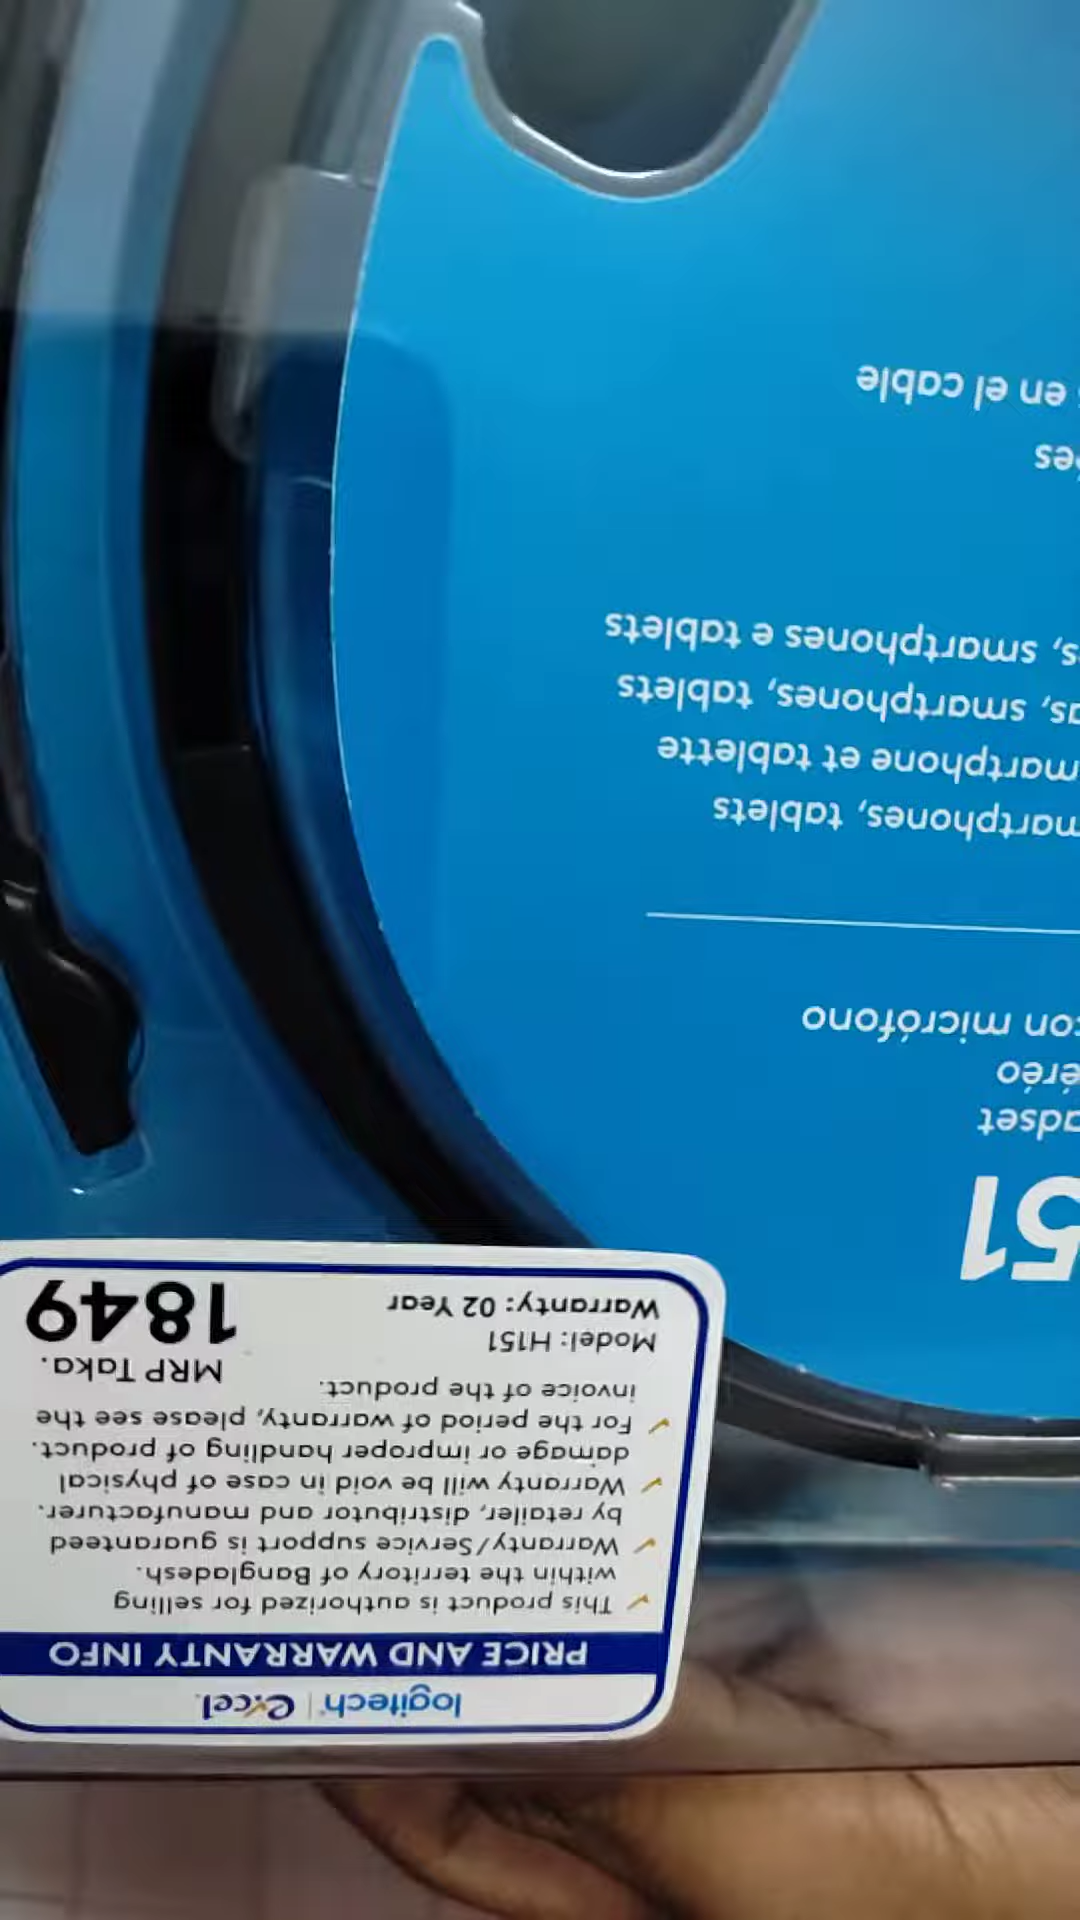 logitech | excel
PRICE AND WARRANTY INFO
This product is authorized for selling
within the territory of Bangladesh.
Warranty/Service support is guaranteed
by retailer, distributor and manufacturer.
Warranty will be void in case of physical
damage or improper handling of product.
For the period of warranty, please see the
invoice of the product.
MRP Taka.
Model: H151
Warranty: 02 Year
1849
51
adset
éréo
con micrófono
martphones, tablets
martphone et tablette
as, smartphones, tablets
es, smartphones e tablets
es
en el cable